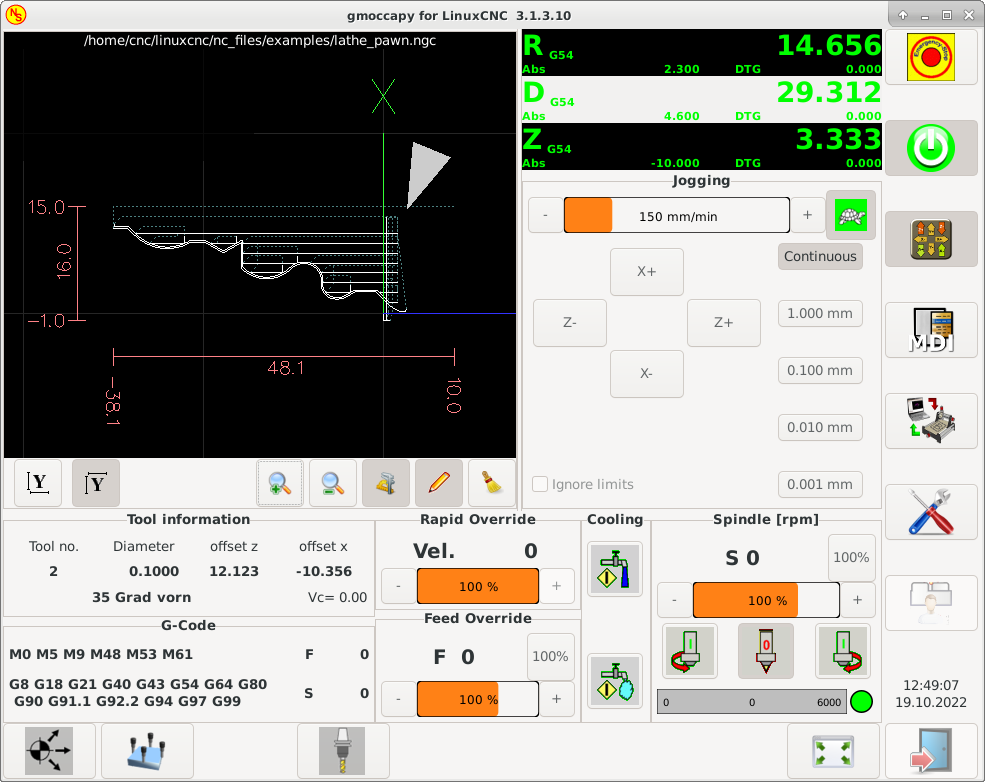 gmoccapy for LinuxCNC 3.1.3.10
/home/cnc/linuxcnc/nc_files/examples/lathe_pawn.ngc
15.0
16.0
-1.0
48.1
-38.1
10.0
R G54 14.656
Abs 2.300 DTG 0.000
D G54 29.312
Abs 4.600 DTG 0.000
Z G54 3.333
Abs -10.000 DTG 0.000
Emergency-Stop
Jogging
- 150 mm/min +
Continuous
X+
1.000 mm
Z- Z+
X-
0.100 mm
0.010 mm
Ignore limits 0.001 mm
MDI
Y Y
Tool information
Tool no. Diameter offset z offset x
2 0.1000 12.123 -10.356
35 Grad vorn Vc= 0.00
G-Code
M0 M5 M9 M48 M53 M61 F 0
G8 G18 G21 G40 G43 G54 G64 G80
G90 G91.1 G92.2 G94 G97 G99
S 0
Rapid Override
Vel. 0
- 100 % +
Feed Override
F 0 100%
- 100 % +
Cooling
Spindle [rpm]
S 0 100%
- 100 % +
I 0 I
0 0 6000
12:49:07
19.10.2022